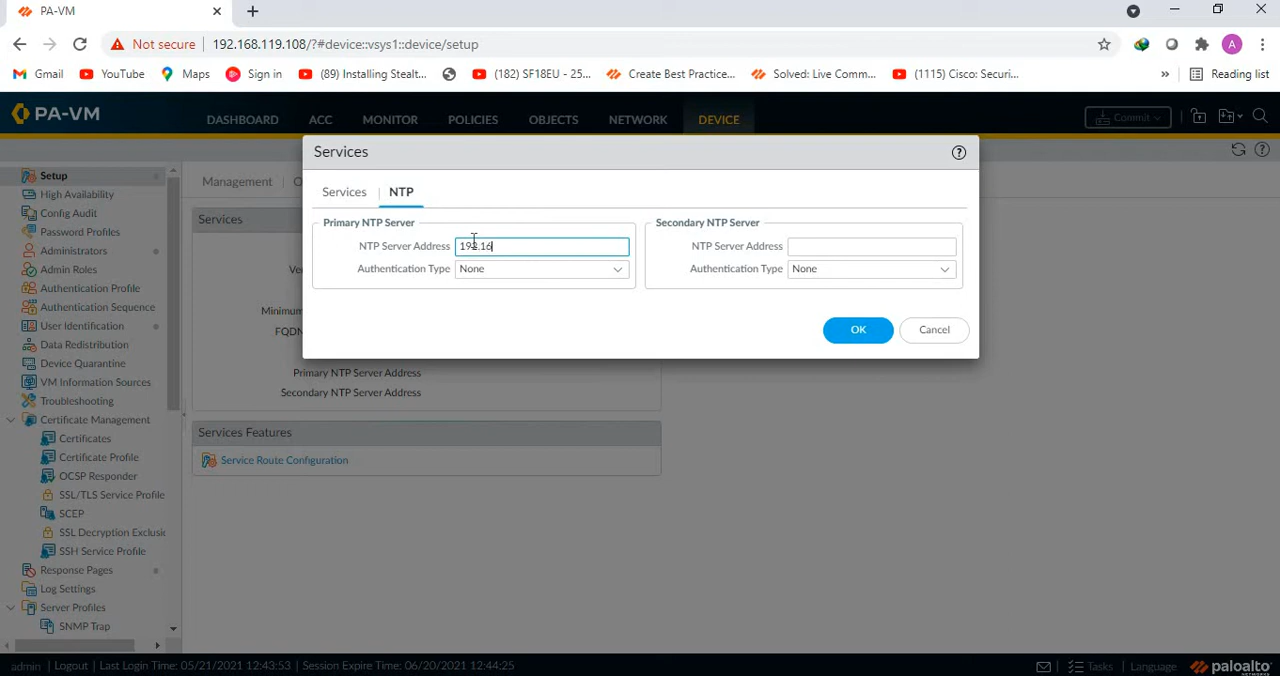 PA-VM
Not secure | 192.168.119.108/?#device::vsys1::device/setup
A
Gmail YouTube Maps Sign in (89) Installing Stealt... (182) SF18EU - 25... Create Best Practice... Solved: Live Comm... (1115) Cisco: Securi... » Reading list
PA-VM DASHBOARD ACC MONITOR POLICIES OBJECTS NETWORK DEVICE Commit
Services
Setup
High Availability
Config Audit
Password Profiles
Administrators
Admin Roles
Authentication Profile
Authentication Sequence
User Identification
Data Redistribution
Device Quarantine
VM Information Sources
Troubleshooting
Certificate Management
Certificates
Certificate Profile
OCSP Responder
SSL/TLS Service Profile
SCEP
SSL Decryption Exclusio
SSH Service Profile
Response Pages
Log Settings
Server Profiles
SNMP Trap
Management
Services
Minimum
FQDN
Primary NTP Server Address
Secondary NTP Server Address
Services Features
Service Route Configuration
Services NTP
Primary NTP Server
NTP Server Address 192.16
Authentication Type None
Secondary NTP Server
NTP Server Address
Authentication Type None
OK Cancel
admin | Logout | Last Login Time: 05/21/2021 12:43:53 | Session Expire Time: 06/20/2021 12:44:25
Tasks | Language paloalto NETWORKS